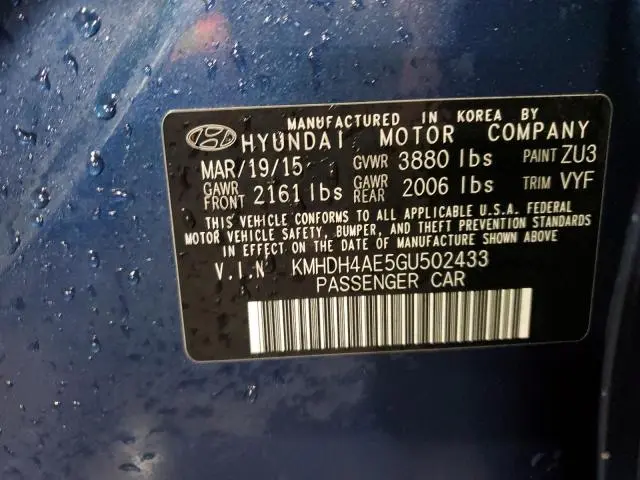 MANUFACTURED IN KOREA BY
HYUNDAI MOTOR COMPANY
MAR/19/15 GVWR 3880 lbs PAINT ZU3
GAWR FRONT 2161 lbs GAWR REAR 2006 lbs TRIM VYF
THIS VEHICLE CONFORMS TO ALL APPLICABLE U.S.A. FEDERAL
MOTOR VEHICLE SAFETY, BUMPER, AND THEFT PREVENTION STANDARDS
IN EFFECT ON THE DATE OF MANUFACTURE SHOWN ABOVE.
V.I.N KMHDH4AE5GU502433
PASSENGER CAR